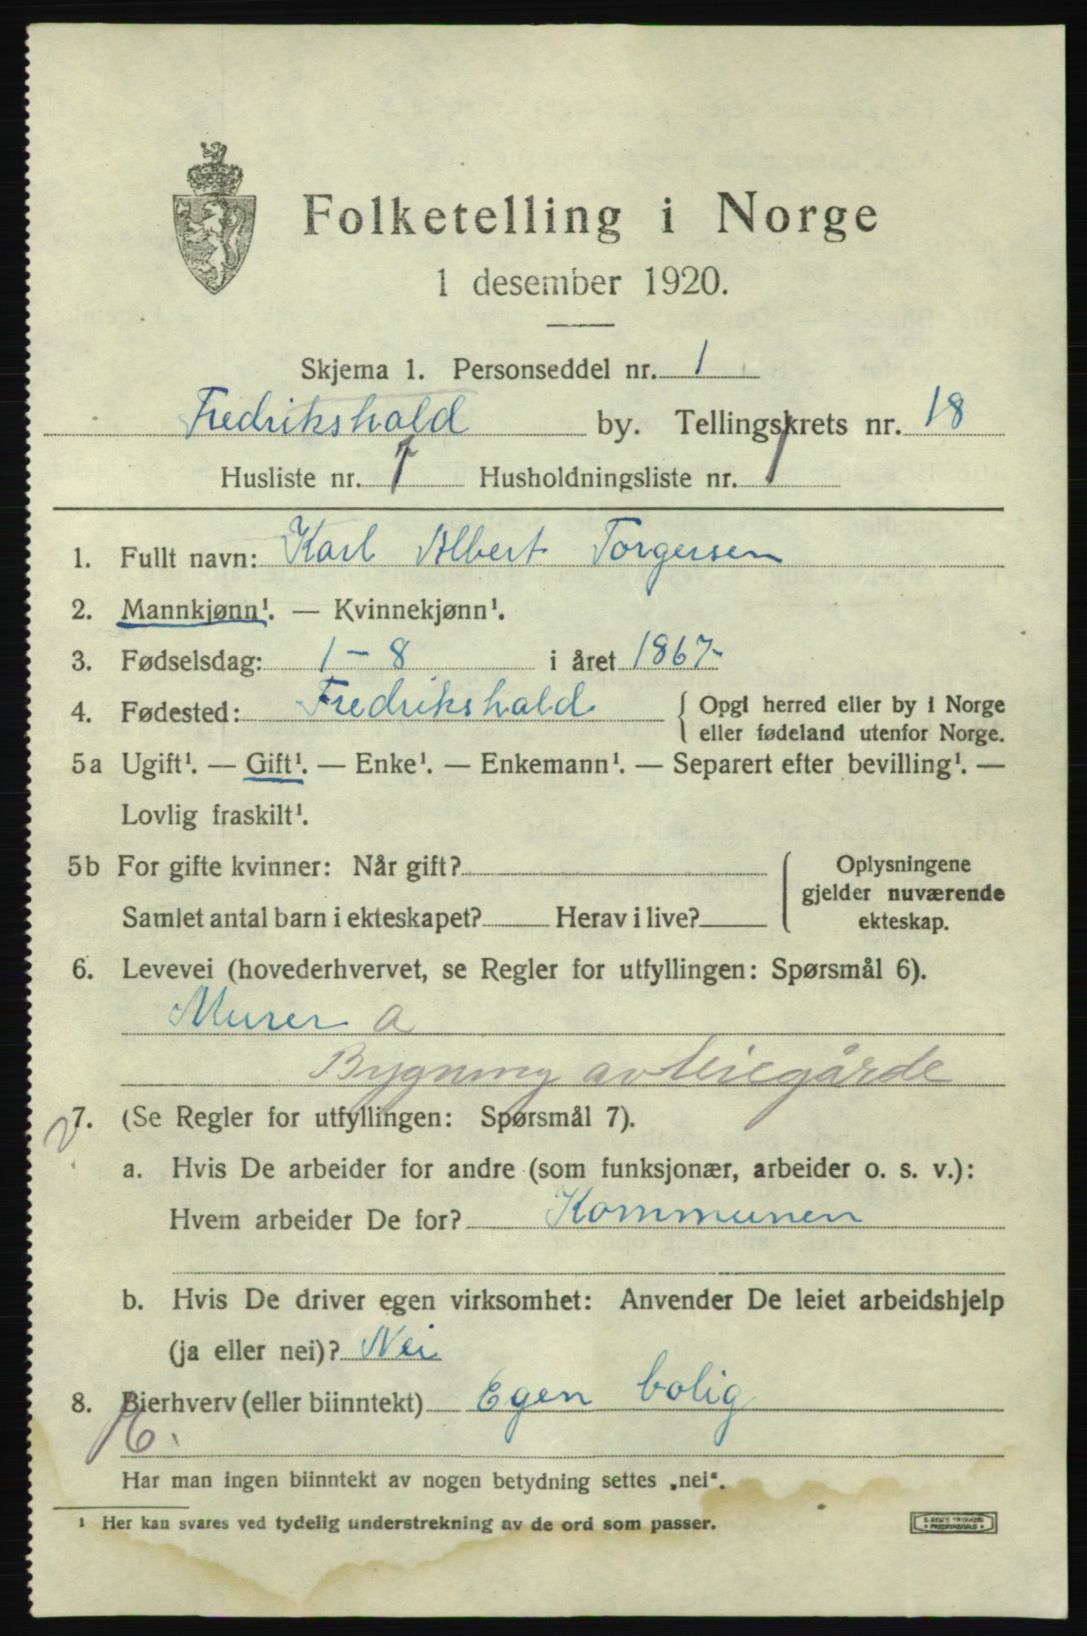 Folketelling i Norge
1 desember 1920.
Skjema 1. Personseddel nr. 1
Fredrikshald by. Tellingskrets nr. 18
Husliste nr. 7 Husholdningsliste nr. 1
1. Fullt navn: Karl Albert Torgersen
2. Mannkjønn¹. — Kvinnekjønn¹.
3. Fødselsdag: 1 - 8 i året 1867-
4. Fødested: Fredrikshald { Opgi herred eller by i Norge
eller fødeland utenfor Norge.
5a Ugift¹. — Gift¹. — Enke¹. — Enkemann¹. — Separert efter bevilling¹. —
Lovlig fraskilt¹.
5b For gifte kvinner: Når gift? { Oplysningene
gjelder nuværende
Samlet antal barn i ekteskapet? Herav i live? ekteskap.
6. Levevei (hovederhvervet, se Regler for utfyllingen: Spørsmål 6).
Murer a
Bygning av leiegårde
7. (Se Regler for utfyllingen: Spørsmål 7).
a. Hvis De arbeider for andre (som funksjonær, arbeider o. s. v.):
Hvem arbeider De for? Kommunen
b. Hvis De driver egen virksomhet: Anvender De leiet arbeidshjelp
(ja eller nei)? Nei
8. Bierhverv (eller biinntekt) Egen bolig
Har man ingen biinntekt av nogen betydning settes „nei“.
¹ Her kan svares ved tydelig understrekning av de ord som passer.